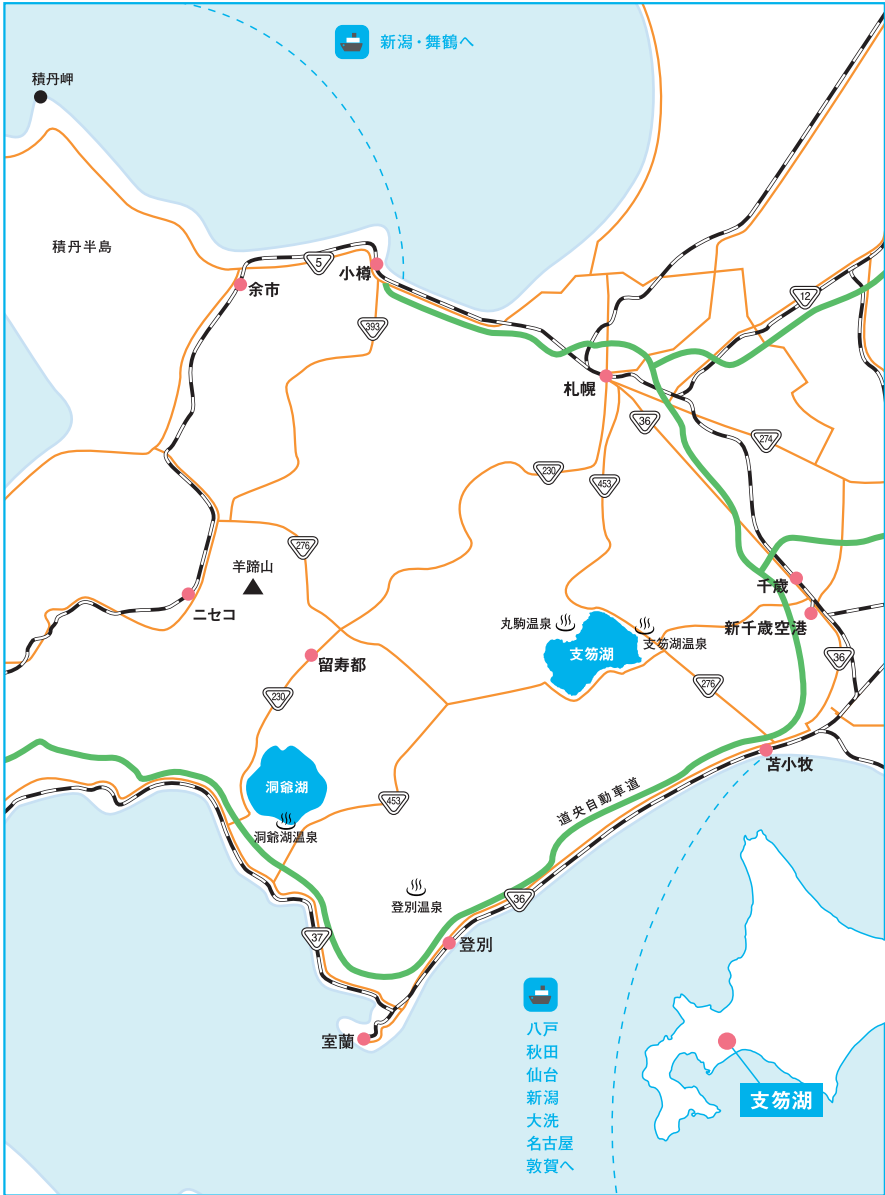 新潟・舞鶴へ
積丹岬
積丹半島
5
小樽
余市
12
393
札幌
36
274
230
453
276
羊蹄山
千歳
ニセコ
丸駒温泉
支笏湖
支笏湖温泉
新千歳空港
36
留寿都
276
230
苫小牧
洞爺湖
453
道央自動車道
洞爺湖温泉
登別温泉
36
37
登別
室蘭
八戸
秋田
仙台
新潟
大洗
名古屋
敦賀へ
支笏湖